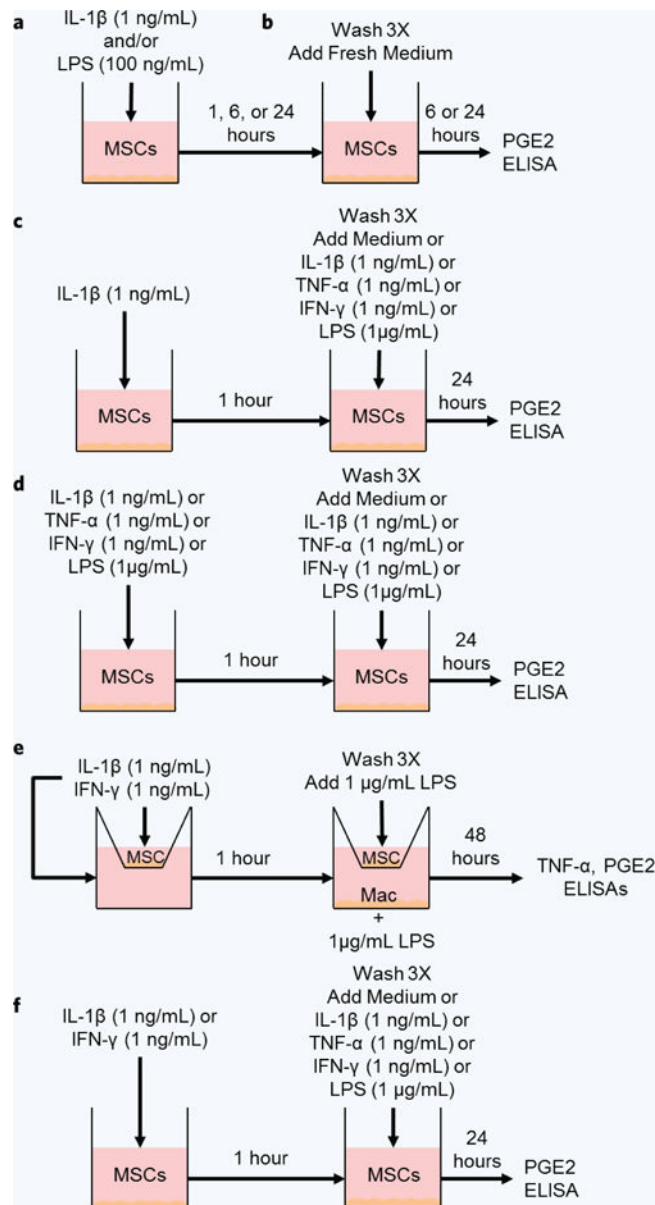 a
IL-1β (1 ng/mL)
and/or
LPS (100 ng/mL)
b
Wash 3X
Add Fresh Medium
MSCs
1, 6, or 24
hours
MSCs
6 or 24
hours
PGE2
ELISA
c
IL-1β (1 ng/mL)
Wash 3X
Add Medium or
IL-1β (1 ng/mL) or
TNF-α (1 ng/mL) or
IFN-γ (1 ng/mL) or
LPS (1µg/mL)
MSCs
1 hour
MSCs
24
hours
PGE2
ELISA
d
IL-1β (1 ng/mL) or
TNF-α (1 ng/mL) or
IFN-γ (1 ng/mL) or
LPS (1µg/mL)
Wash 3X
Add Medium or
IL-1β (1 ng/mL) or
TNF-α (1 ng/mL) or
IFN-γ (1 ng/mL) or
LPS (1µg/mL)
MSCs
1 hour
MSCs
24
hours
PGE2
ELISA
e
IL-1β (1 ng/mL)
IFN-γ (1 ng/mL)
Wash 3X
Add 1 µg/mL LPS
MSC
1 hour
MSC
Mac
+
1µg/mL LPS
48
hours
TNF-α, PGE2
ELISAs
f
IL-1β (1 ng/mL) or
IFN-γ (1 ng/mL)
Wash 3X
Add Medium or
IL-1β (1 ng/mL) or
TNF-α (1 ng/mL) or
IFN-γ (1 ng/mL) or
LPS (1 µg/mL)
MSCs
1 hour
MSCs
24
hours
PGE2
ELISA